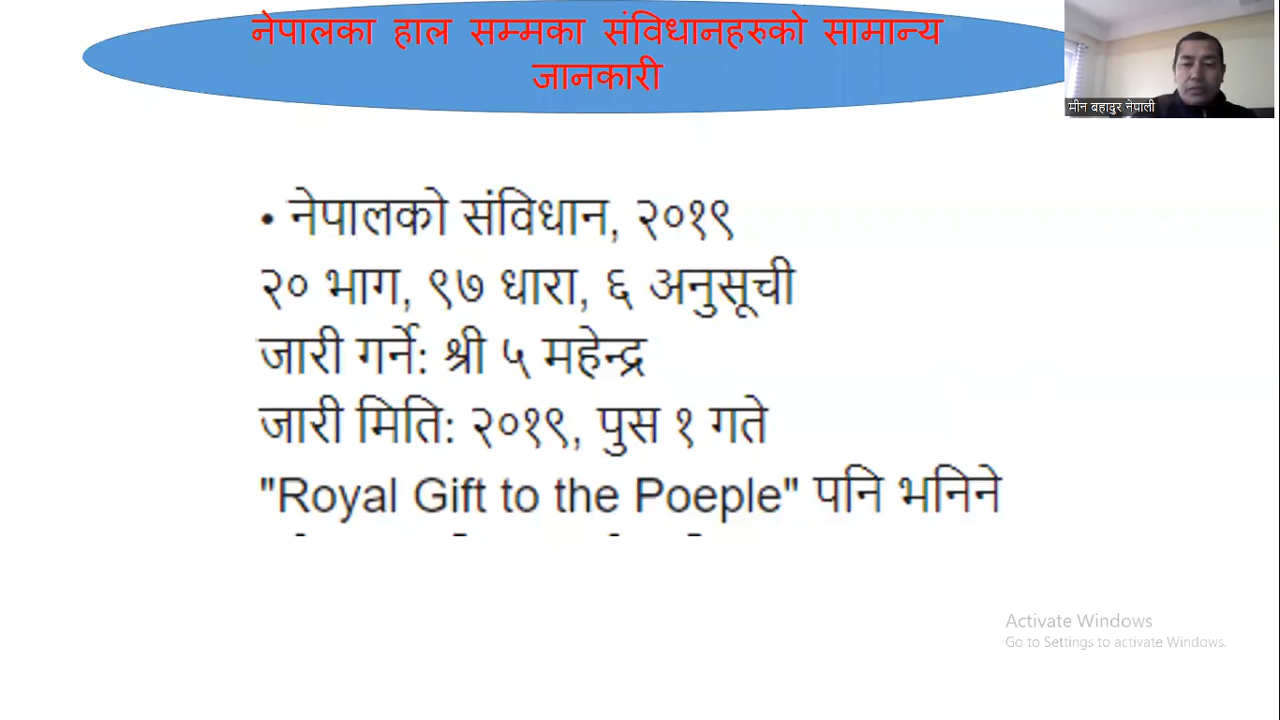 नेपालका हाल सम्मका संविधानहरुको सामान्य
जानकारी
मीन बहादुर नेपाली
• नेपालको संविधान, २०१९
२० भाग, ९७ धारा, ६ अनुसूची
जारी गर्ने: श्री ५ महेन्द्र
जारी मिति: २०१९, पुस १ गते
"Royal Gift to the Poeple" पनि भनिने
Activate Windows
Go to Settings to activate Windows.